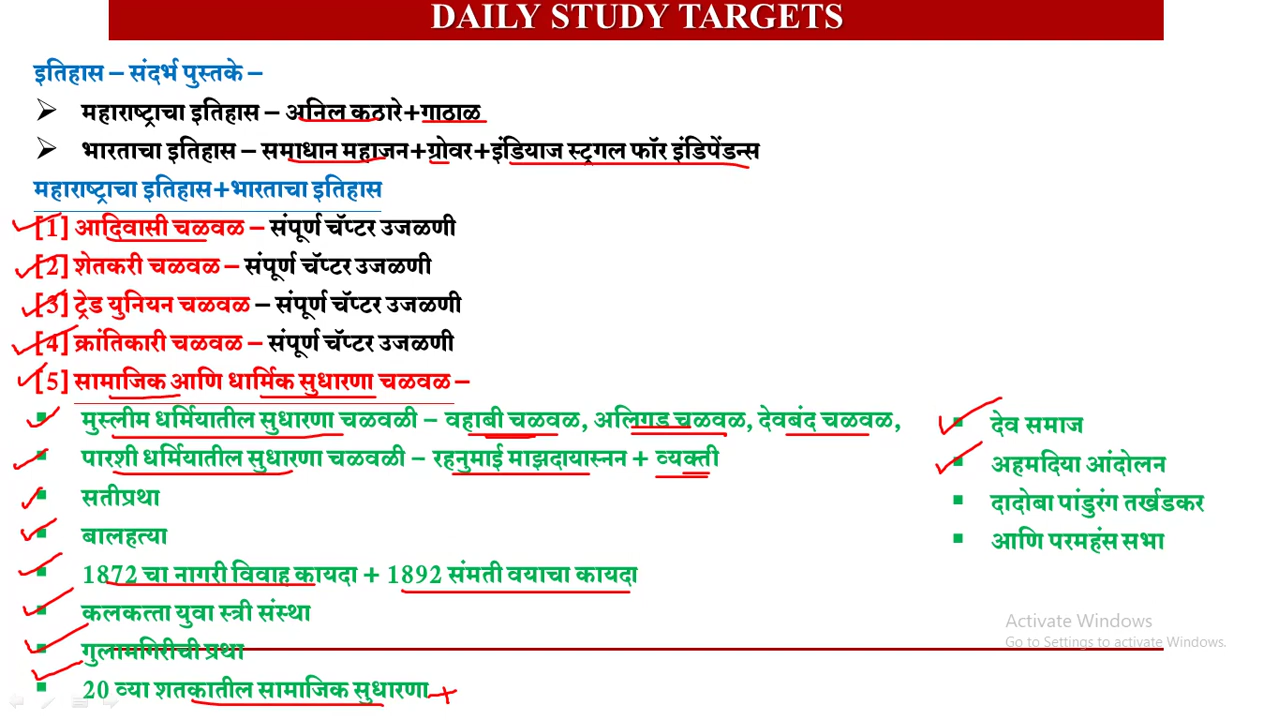 DAILY STUDY TARGETS
इतिहास – संदर्भ पुस्तके –
➢ महाराष्ट्राचा इतिहास – अनिल कठारे+गाठाळ
➢ भारताचा इतिहास – समाधान महाजन+ग्रोवर+इंडियाज स्ट्रगल फॉर इंडिपेंडन्स
महाराष्ट्राचा इतिहास+भारताचा इतिहास
[1] आदिवासी चळवळ – संपूर्ण चॅप्टर उजळणी
[2] शेतकरी चळवळ – संपूर्ण चॅप्टर उजळणी
[3] ट्रेड युनियन चळवळ – संपूर्ण चॅप्टर उजळणी
[4] क्रांतिकारी चळवळ – संपूर्ण चॅप्टर उजळणी
[5] सामाजिक आणि धार्मिक सुधारणा चळवळ –
▪ मुस्लीम धर्मियातील सुधारणा चळवळी – वहाबी चळवळ, अलिगड चळवळ, देवबंद चळवळ,
▪ पारशी धर्मियातील सुधारणा चळवळी – रहनुमाई माझदायास्नन + व्यक्ती
▪ सतीप्रथा
▪ बालहत्या
▪ 1872 चा नागरी विवाह कायदा + 1892 संमती वयाचा कायदा
▪ कलकत्ता युवा स्त्री संस्था
▪ गुलामगिरीची प्रथा
▪ 20 व्या शतकातील सामाजिक सुधारणा +
▪ देव समाज
▪ अहमदिया आंदोलन
▪ दादोबा पांडुरंग तर्खडकर
▪ आणि परमहंस सभा
Activate Windows
Go to Settings to activate Windows.